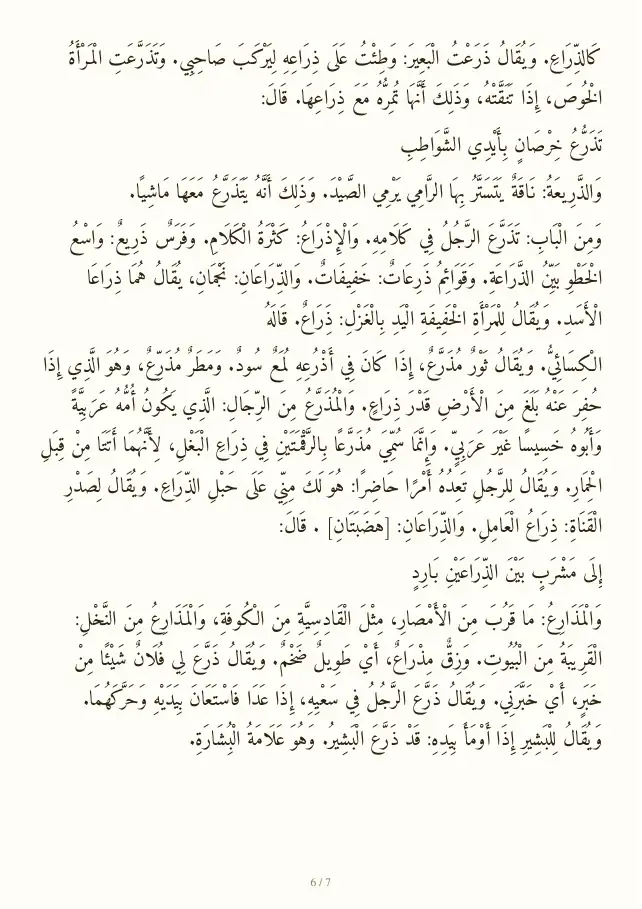 كَالذِّرَاعِ. وَيُقَالُ ذَرَعْتُ الْبَعِيرَ: وَطِئْتُ عَلَى ذِرَاعِهِ لِيَرْكَبَ صَاحِبِي. وَتَذَرَّعَتِ الْمَرْأَةُ
الْخُوصَ، إِذَا تَنَقَّتْهُ، وَذَلِكَ أَنَّهَا تُمِرُّهُ مَعَ ذِرَاعِهَا. قَالَ:
تَذَرُّعُ خِرْصَانٍ بِأَيْدِي الشَّوَاطِبِ
وَالذَّرِيعَةُ: نَاقَةٌ يَتَسَتَّرُ بِهَا الرَّامِي يَرْمِي الصَّيْدَ. وَذَلِكَ أَنَّهُ يَتَذَرَّعُ مَعَهَا مَاشِيًا.
وَمِنَ الْبَابِ: تَذَرَّعَ الرَّجُلُ فِي كَلَامِهِ. وَالْإِذْرَاعُ: كَثْرَةُ الْكَلَامِ. وَفَرَسٌ ذَرِيعٌ: وَاسْعُ
الْخَطْوِ بَيِّنُ الذَّرَاعَةِ. وَقَوَائِمُ ذَرِعَاتٌ: خَفِيفَاتٌ. وَالذِّرَاعَانِ: نَجْمَانِ، يُقَالُ هُمَا ذِرَاعَا
الْأَسَدِ. وَيُقَالُ لِلْمَرْأَةِ الْخَفِيفَةِ الْيَدِ بِالْغَزْلِ: ذَِرَاعٌ. قَالَهُ
الْكِسَائِيُّ. وَيُقَالُ ثَوْرٌ مُذَرَّعٌ، إِذَا كَانَ فِي أَذْرُعِهِ لُمَعٌ سُودٌ. وَمَطَرٌ مُذَرِّعٌ، وَهُوَ الَّذِي إِذَا
حُفِرَ عَنْهُ بَلَغَ مِنَ الْأَرْضِ قَدْرَ ذِرَاعٍ. وَالْمُذَرَّعُ مِنَ الرِّجَالِ: الَّذِي يَكُونُ أُمُّهُ عَرَبِيَّةً
وَأَبُوهُ خَسِيسا غَيْرَ عَرَبِيٍّ. وَإِنَّمَا سُمِّيَ مُذَرَّعًا بِالرَّقْمَتَيْنِ فِي ذِرَاعِ الْبَغْلِ، لِأَنَّهُمَا أَتَتَا مِنْ قِبَلِ
الْحِمَارِ. وَيُقَالُ لِلرَّجُلِ تَعِدُهُ أَمْرًا حَاضِرًا: هُوَ لَكَ مِنِّي عَلَى حَبْلِ الذِّرَاعِ. وَيُقَالُ لِصَدْرِ
الْقَنَاةِ: ذِرَاعُ الْعَامِلِ. وَالذِّرَاعَانِ: [هَضَبَتَانِ] . قَالَ:
إِلَى مَشْرَبٍ بَيْنَ الذِّرَاعَيْنِ بَارِدٍ
وَالْمَذَارِعُ: مَا قَرُبَ مِنَ الْأَمْصَارِ، مِثْلَ الْقَادِسِيَّةِ مِنَ الْكُوفَةِ، وَالْمَذَارِعُ مِنَ النَّخْلِ:
الْقَرِيبَةُ مِنَ الْبُيُوتِ. وَزِقٌّ مِذْرَاعٌ، أَيْ طَوِيلٌ ضَخْمٌ. وَيُقَالُ ذَرَّعَ لِي فُلَانٌ شَيْئًا مِنْ
خَبَرٍ، أَيْ خَبَّرَنِي. وَيُقَالُ ذَرَّعَ الرَّجُلُ فِي سَعْيِهِ، إِذَا عَدَا فَاسْتَعَانَ بِيَدَيْهِ وَحَرَّكَهُمَا.
وَيُقَالُ لِلْبَشِيرِ إِذَا أَوْمَأَ بِيَدِهِ: قَدْ ذَرَّعَ الْبَشِيرُ. وَهُوَ عَلَامَةُ الْبُِشَارَةِ.
6 / 7